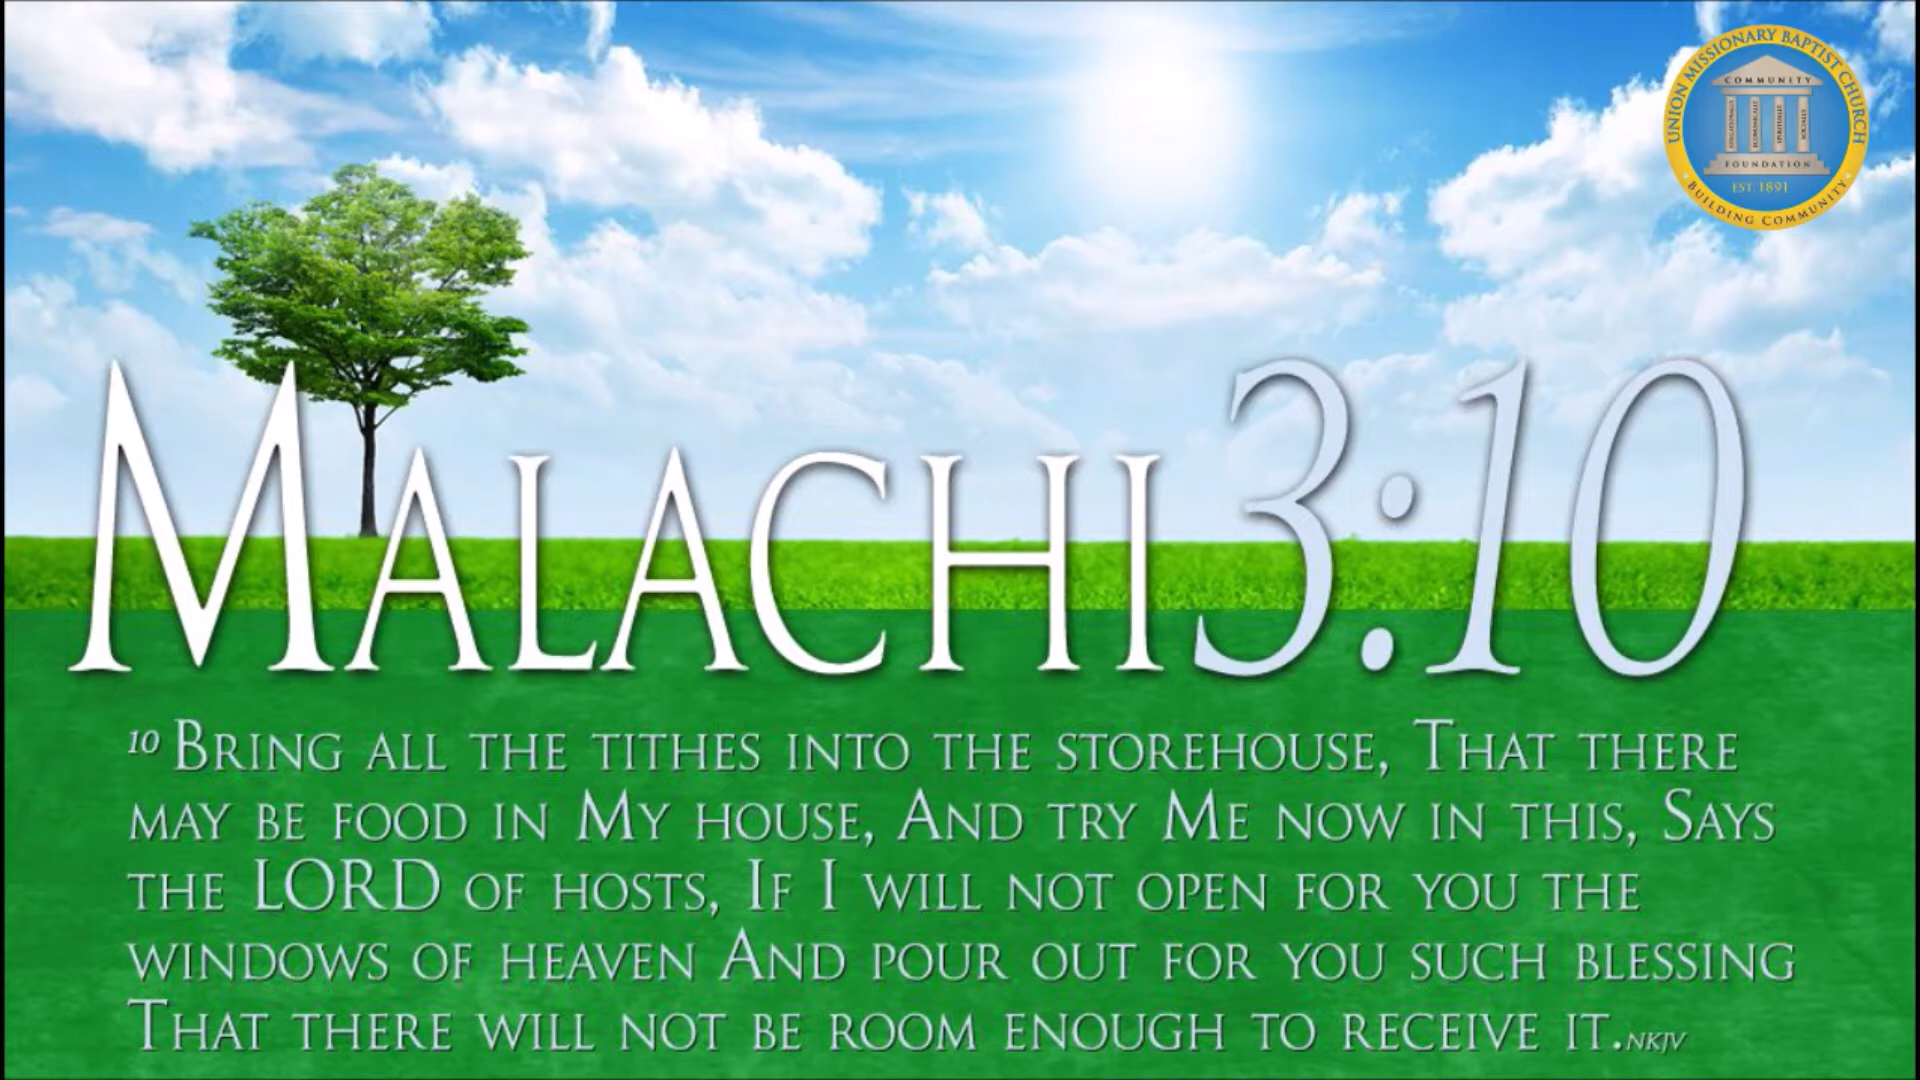 UNION MISSIONARY BAPTIST CHURCH
COMMUNITY
FOUNDATION
EST. 1891
BUILDING COMMUNITY
MALACHI 3:10
10 BRING ALL THE TITHES INTO THE STOREHOUSE, THAT THERE
MAY BE FOOD IN MY HOUSE, AND TRY ME NOW IN THIS, SAYS
THE LORD OF HOSTS, IF I WILL NOT OPEN FOR YOU THE
WINDOWS OF HEAVEN AND POUR OUT FOR YOU SUCH BLESSING
THAT THERE WILL NOT BE ROOM ENOUGH TO RECEIVE IT. NKJV